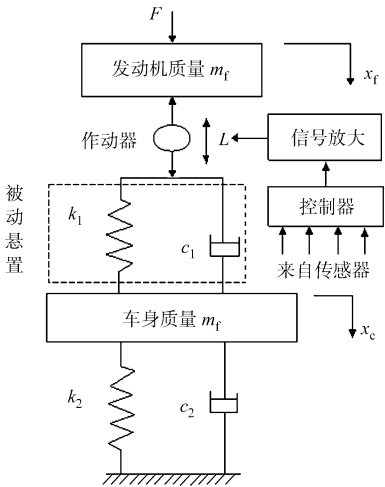 F
发动机质量 mf
xf
作动器
L
信号放大
被动悬置
k1
c1
控制器
来自传感器
车身质量 mf
xc
k2
c2